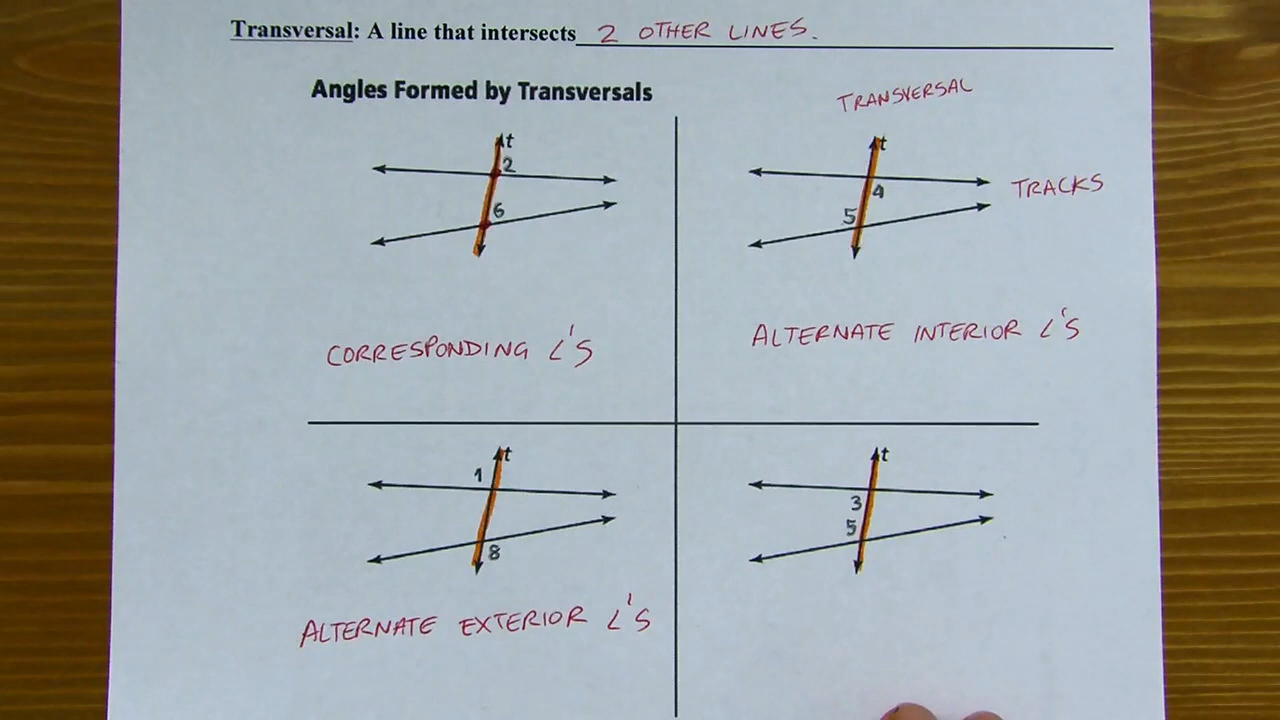 Transversal: A line that intersects 2 OTHER LINES.
Angles Formed by Transversals
TRANSVERSAL
t
2
6
CORRESPONDING ∠'S
t
4
5
TRACKS
ALTERNATE INTERIOR ∠'S
t
1
8
ALTERNATE EXTERIOR ∠'S
t
3
5